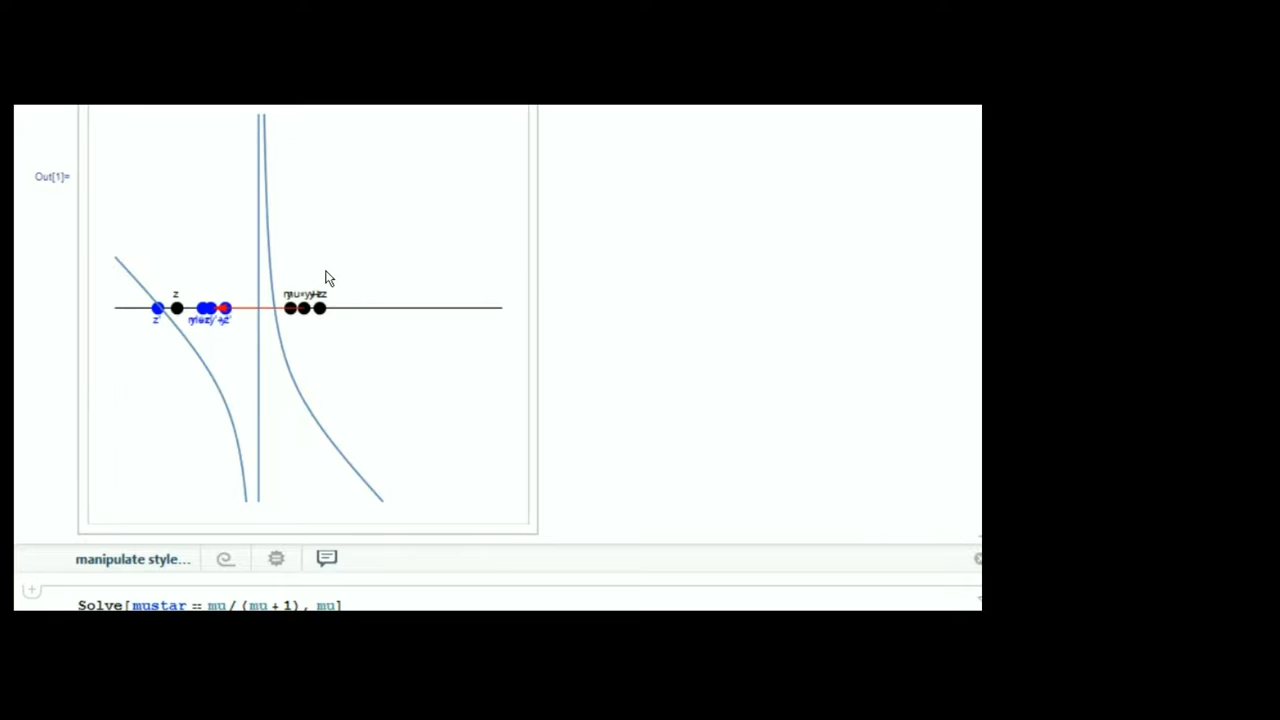 Out[1]=
z
z'
manipulate style...
Solve[mustar == mu/(mu+1), mu]